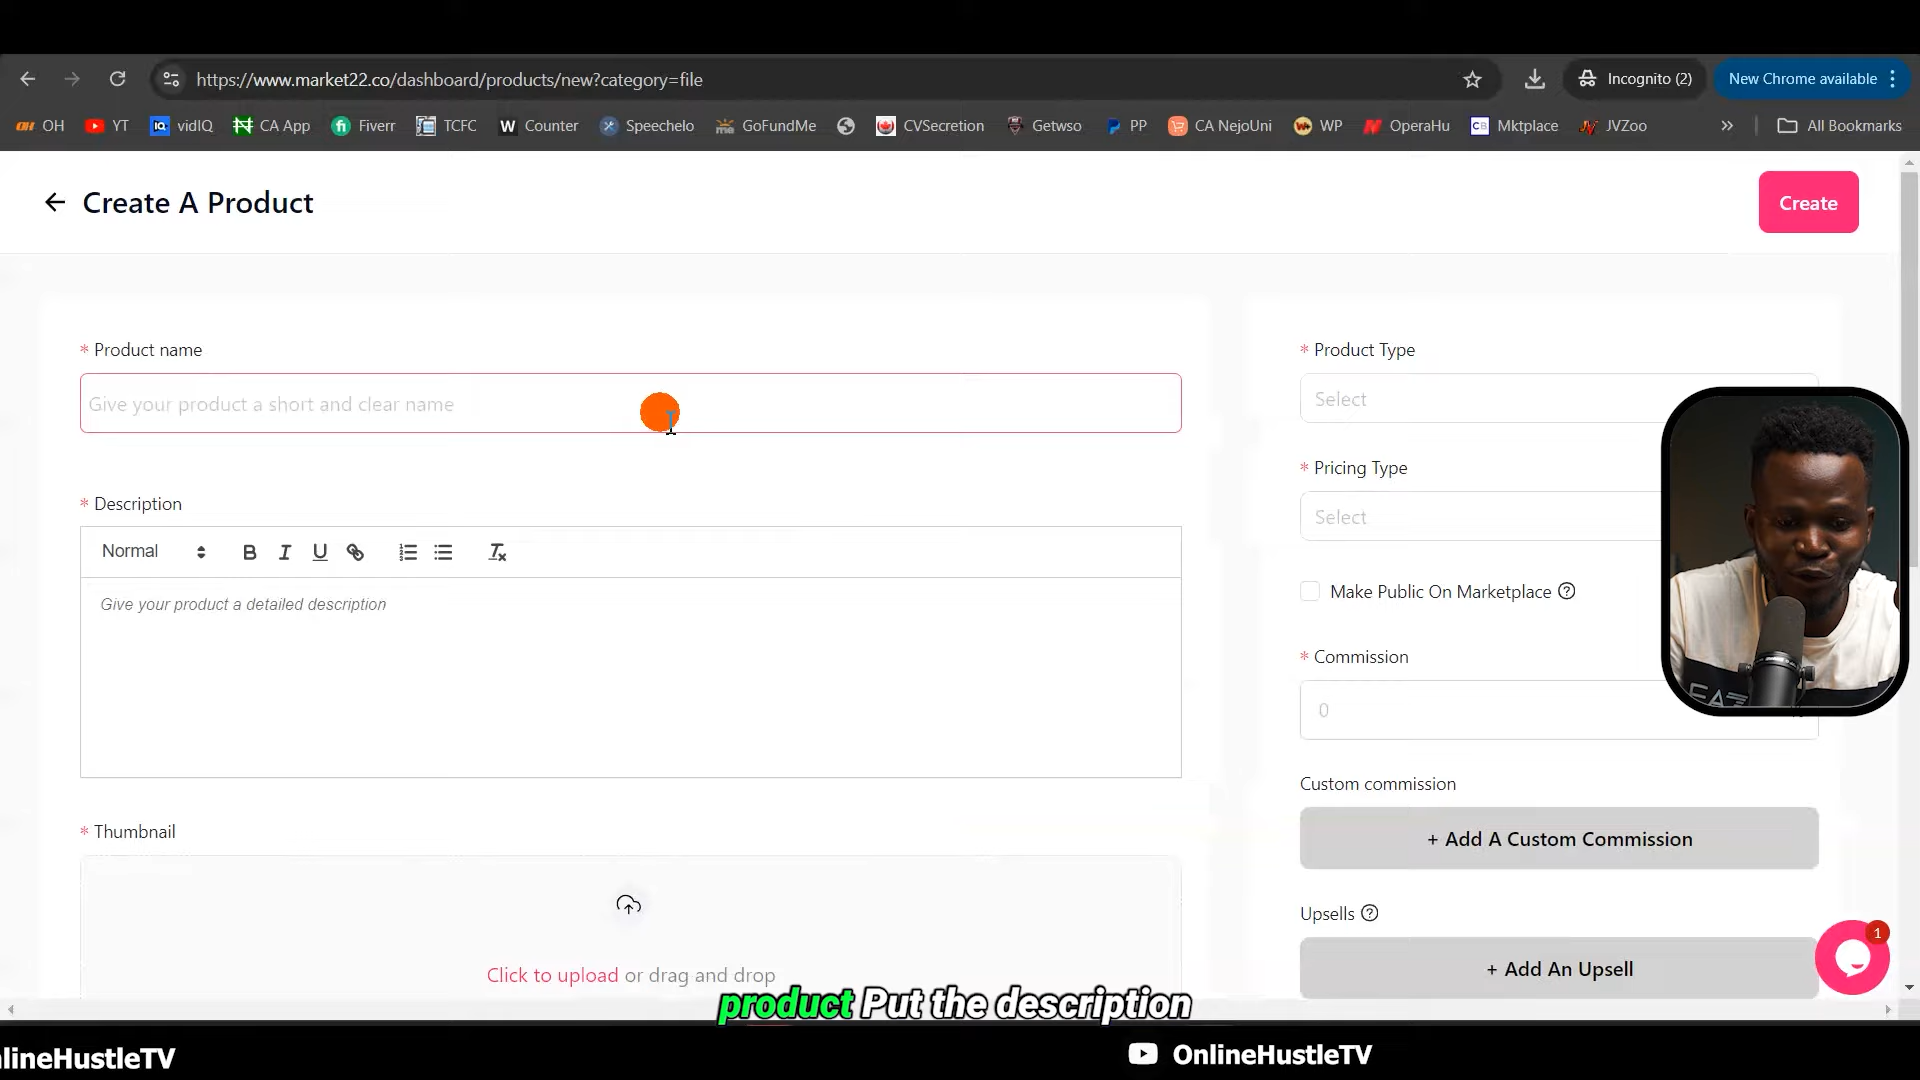 https://www.market22.co/dashboard/products/new?category=file
Incognito (2)
New Chrome available
OH
YT
vidIQ
CA App
Fiverr
TCFC
Counter
Speechelo
GoFundMe
CVSecretion
Getwso
PP
CA NejoUni
WP
OperaHu
Mktplace
JVZoo
All Bookmarks
Create A Product
Create
* Product name
Give your product a short and clear name
* Description
Normal
Give your product a detailed description
* Thumbnail
Click to upload or drag and drop
* Product Type
Select
* Pricing Type
Select
Make Public On Marketplace
* Commission
0
Custom commission
+ Add A Custom Commission
Upsells
+ Add An Upsell
1
product Put the description
nlineHustleTV
OnlineHustleTV